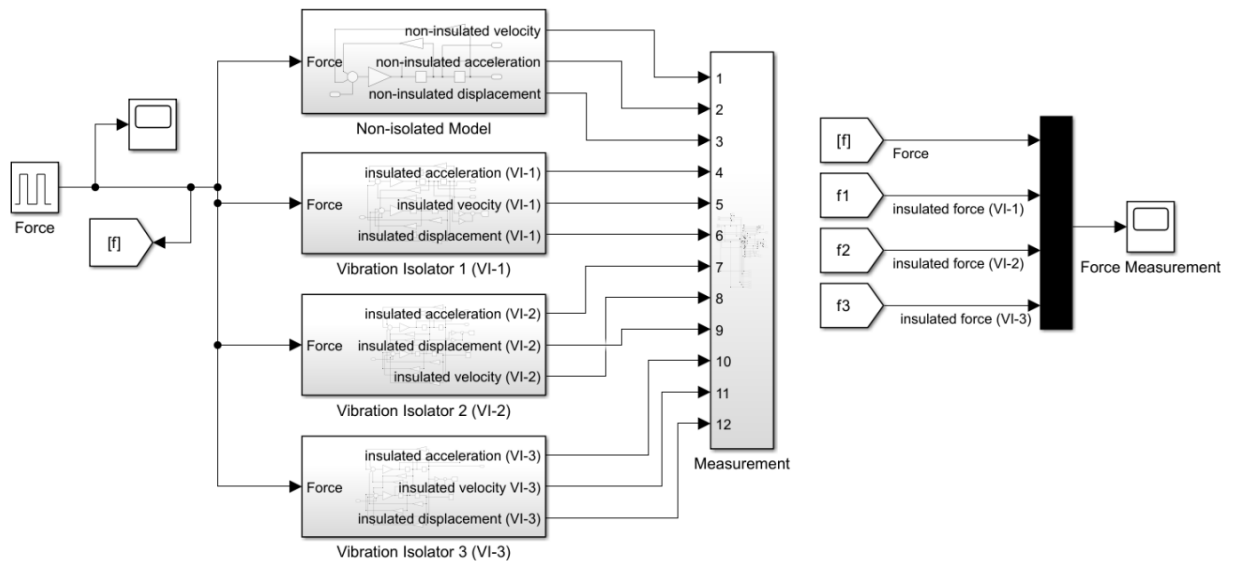 Force
[f]
Force
non-insulated velocity
non-insulated acceleration
non-insulated displacement
Non-isolated Model
Force
insulated acceleration (VI-1)
insulated veocity (VI-1)
insulated displacement (VI-1)
Vibration Isolator 1 (VI-1)
Force
insulated acceleration (VI-2)
insulated displacement (VI-2)
insulated velocity (VI-2)
Vibration Isolator 2 (VI-2)
Force
insulated acceleration (VI-3)
insulated velocity VI-3)
insulated displacement (VI-3)
Vibration Isolator 3 (VI-3)
1
2
3
4
5
6
7
8
9
10
11
12
Measurement
[f]
Force
f1
insulated force (VI-1)
f2
insulated force (VI-2)
f3
insulated force (VI-3)
Force Measurement